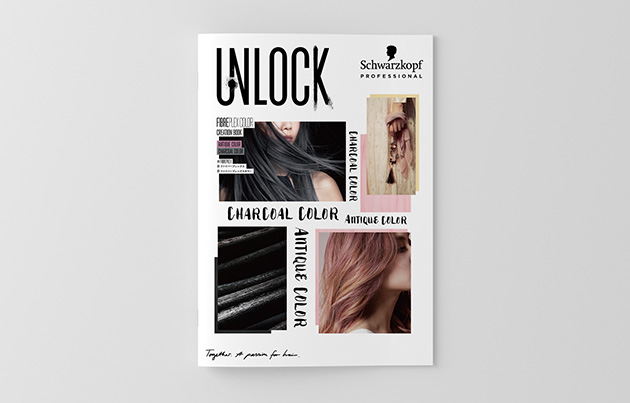 UNLOCK
Schwarzkopf
PROFESSIONAL
FIBREPLEX COLOR
CREATION BOOK
ANTIQUE COLOR
CHARCOAL COLOR
CHARCOAL COLOR
CHARCOAL COLOR
ANTIQUE COLOR
ANTIQUE COLOR
Together. A passion for hair.